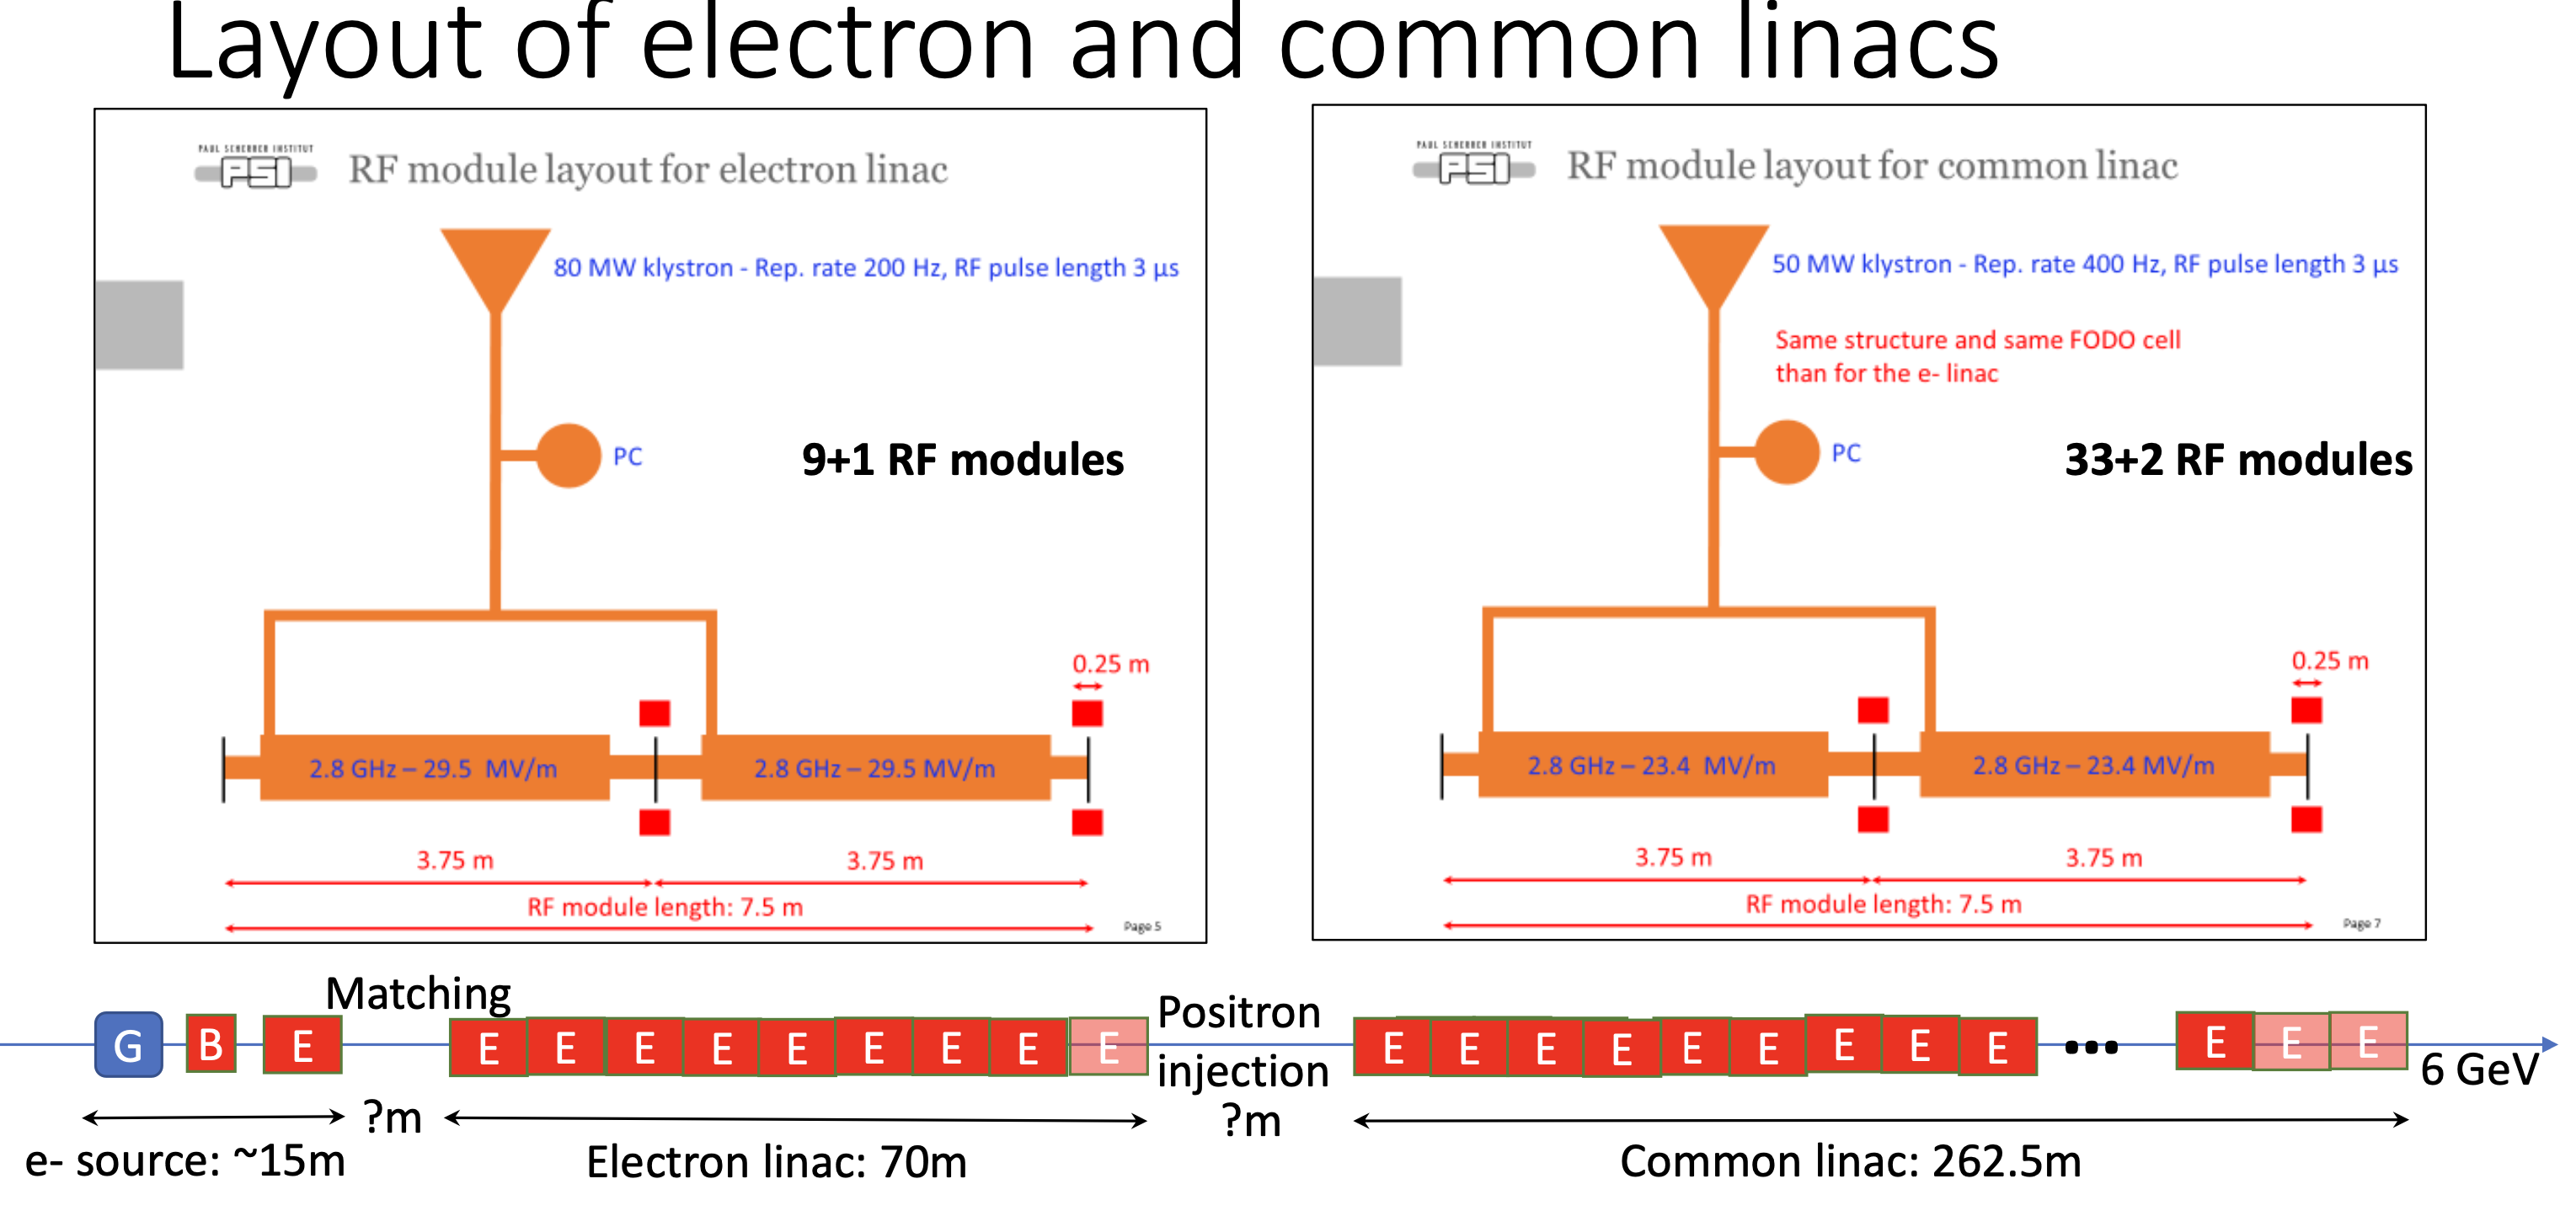 Layout of electron and common linacs
PAUL SCHERRER INSTITUT
PSI
RF module layout for electron linac
80 MW klystron - Rep. rate 200 Hz, RF pulse length 3 µs
PC
9+1 RF modules
0.25 m
2.8 GHz – 29.5 MV/m
2.8 GHz – 29.5 MV/m
3.75 m
3.75 m
RF module length: 7.5 m
Page 5
PAUL SCHERRER INSTITUT
PSI
RF module layout for common linac
50 MW klystron - Rep. rate 400 Hz, RF pulse length 3 µs
Same structure and same FODO cell
than for the e- linac
PC
33+2 RF modules
0.25 m
2.8 GHz – 23.4 MV/m
2.8 GHz – 23.4 MV/m
3.75 m
3.75 m
RF module length: 7.5 m
Page 7
Matching
Positron
injection
G B E E E E E E E E E E E E E E E E E E E ... E E E
6 GeV
?m
?m
e- source: ~15m
Electron linac: 70m
Common linac: 262.5m